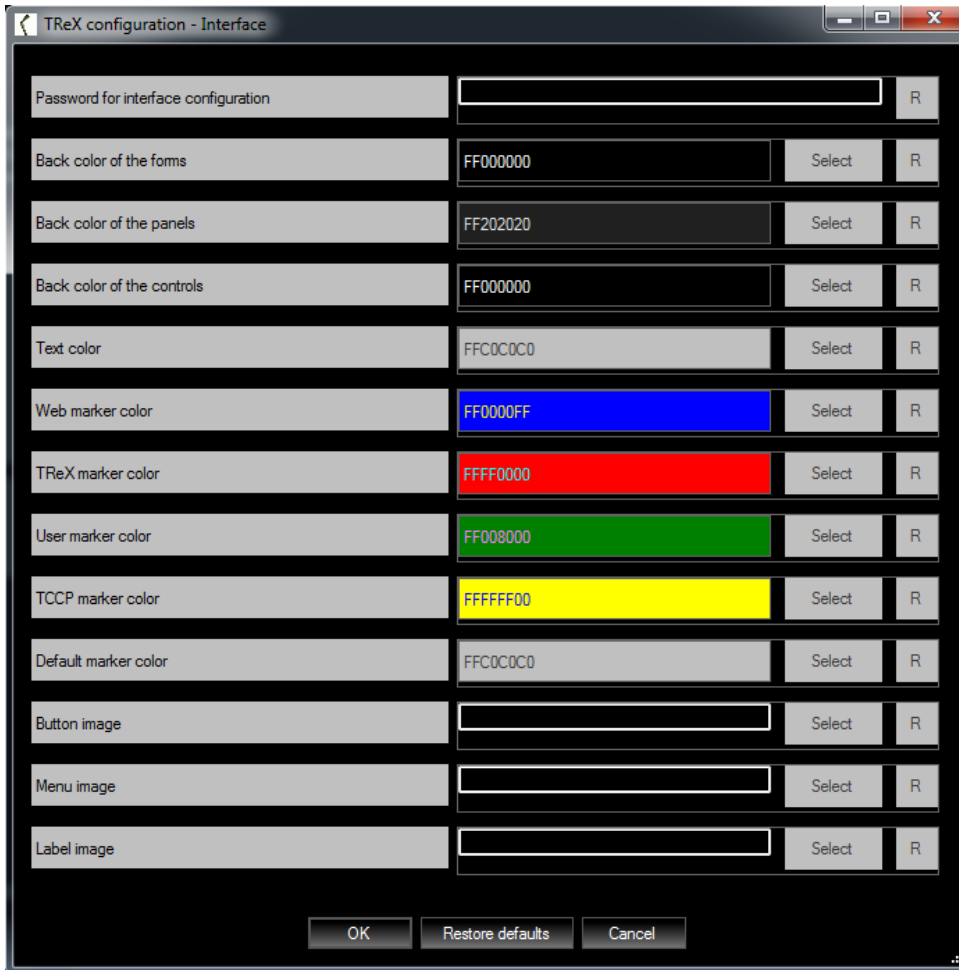 TReX configuration - Interface
Password for interface configuration R
Back color of the forms FF000000 Select R
Back color of the panels FF202020 Select R
Back color of the controls FF000000 Select R
Text color FFC0C0C0 Select R
Web marker color FF0000FF Select R
TReX marker color FFFF0000 Select R
User marker color FF008000 Select R
TCCP marker color FFFFFF00 Select R
Default marker color FFC0C0C0 Select R
Button image Select R
Menu image Select R
Label image Select R
OK Restore defaults Cancel